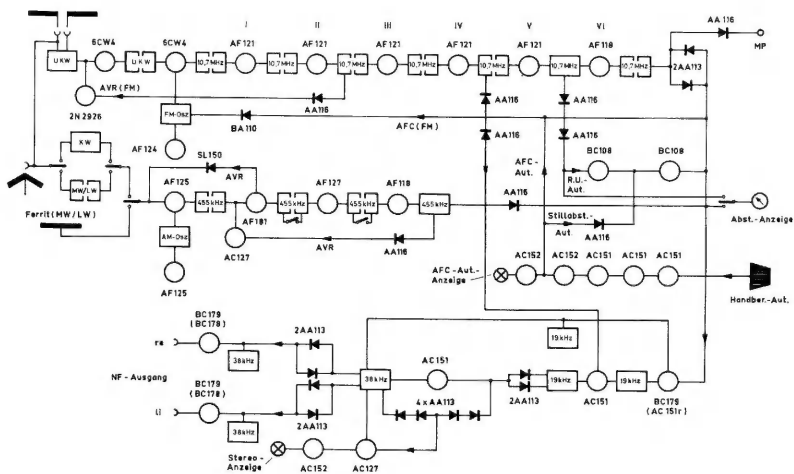 I II III IV V VI
AA116
MP
6CW4 6CW4 AF121 AF121 AF121 AF121 AF121 AF118
UKW UKW 10,7MHz 10,7MHz 10,7MHz 10,7MHz 10,7MHz 10,7MHz 10,7MHz
2AA113
AVR(FM)
AA116
AA116
AA116
2N2926
FM-Osz
BA110
AFC(FM)
AA116
AA116
AF124
KW
SL150
AVR
AFC-Aut.
BC108
BC108
R.U.-Aut.
MW/LW
AF125
AF127
AF118
AA116
Ferrit(MW/LW)
455kHz
455kHz
455kHz
455kHz
Abst.-Anzeige
AF181
Stillabst.-Aut.
AM-Osz
AC127
AVR
AA116
AA116
AF125
AFC-Aut.-Anzeige
AC152
AC152
AC151
AC151
AC151
Handber.-Aut.
BC179
(BC178)
2AA113
19kHz
re
38kHz
AC151
NF-Ausgang
BC179
(BC178)
38kHz
19kHz
19kHz
4xAA113
2AA113
AC151
BC179
(AC151r)
li
38kHz
2AA113
Stereo-Anzeige
AC152
AC127